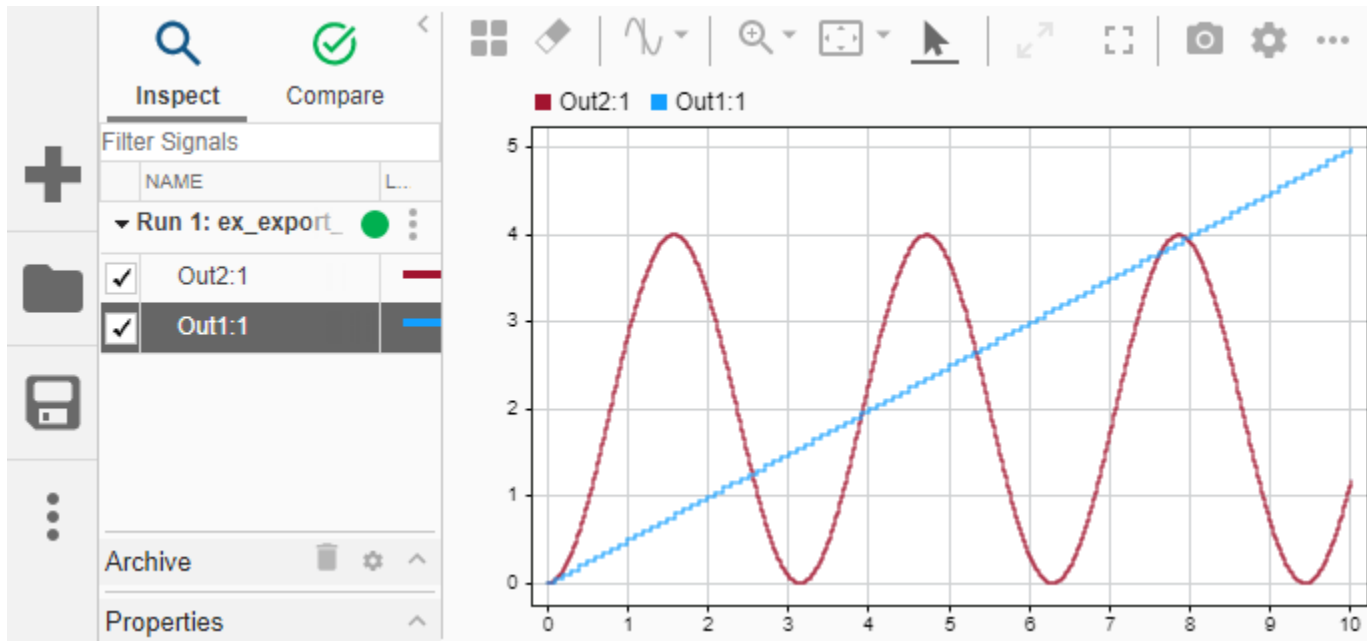 Inspect Compare
Filter Signals
NAME L...
Run 1: ex_export_
Out2:1
Out1:1
Archive
Properties
Out2:1 Out1:1
5
4
3
2
1
0
0 1 2 3 4 5 6 7 8 9 10